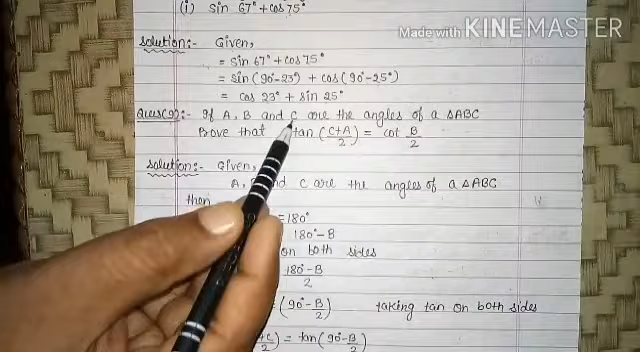 (i) sin 67° + cos 75°
Made with KINEMASTER
Solution:- Given,
= sin 67° + cos 75°
= sin (90°-23°) + cos (90°-25°)
= cos 23° + sin 25°
Ques(9):- If A, B and C are the angles of a △ABC
Prove that tan (C+A/2) = cot B/2
Solution:- Given,
A, and C are the angles of a △ABC
then
= 180°
180° - B
on both sides
180° - B
2
= (90° - B/2) taking tan on both sides
= tan (90° - B/2)